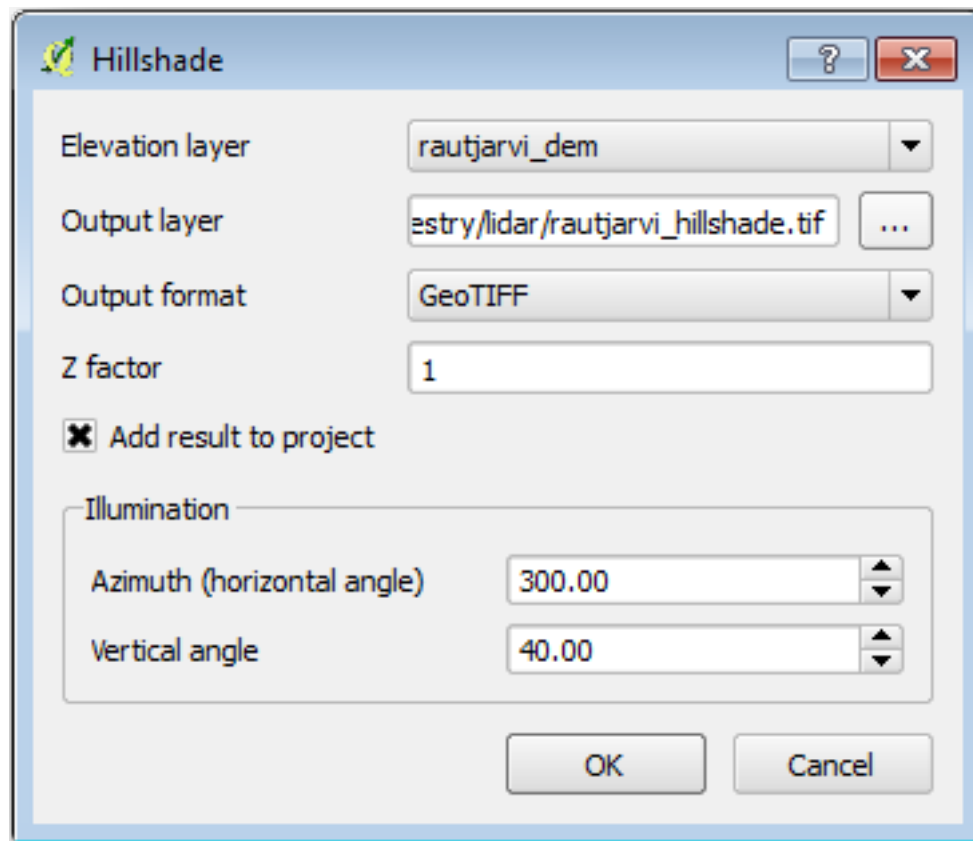 Hillshade
Elevation layer rautjarvi_dem
Output layer estry/lidar/rautjarvi_hillshade.tif ...
Output format GeoTIFF
Z factor 1
Add result to project
Illumination
Azimuth (horizontal angle) 300.00
Vertical angle 40.00
OK Cancel